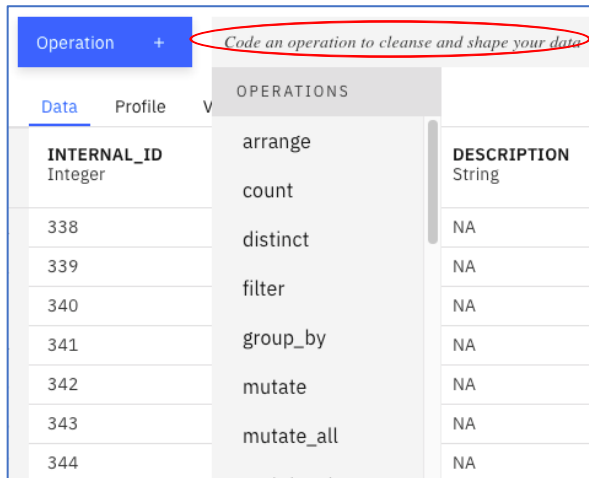 Operation +
Code an operation to cleanse and shape your data
Data Profile V
OPERATIONS
INTERNAL_ID
Integer
arrange
count
distinct
filter
group_by
mutate
mutate_all
DESCRIPTION
String
338 NA
339 NA
340 NA
341 NA
342 NA
343 NA
344 NA